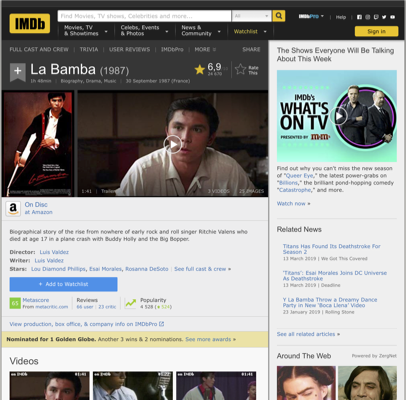 IMDb
Find Movies, TV shows, Celebrities and more...
All
IMDbPro
Help
Movies, TV
& Showtimes
Celebs, Events
& Photos
News &
Community
Watchlist
Sign in
FULL CAST AND CREW | TRIVIA | USER REVIEWS | IMDbPro | MORE
SHARE
La Bamba (1987)
1h 48min | Biography, Drama, Music | 30 September 1987 (France)
6,9
Rate
This
1:41 | Trailer
3 VIDEOS
25 IMAGES
On Disc
at Amazon
Biographical story of the rise from nowhere of early rock and roll singer Ritchie Valens who
died at age 17 in a plane crash with Buddy Holly and the Big Bopper.
Director: Luis Valdez
Writer: Luis Valdez
Stars: Lou Diamond Phillips, Esai Morales, Rosanna DeSoto | See full cast & crew »
+ Add to Watchlist
Metascore
From metacritic.com
Reviews
66 user | 23 critic
Popularity
View production, box office, & company info on IMDbPro
Nominated for 1 Golden Globe. Another 3 wins & 2 nominations. See more awards »
Videos
1:41
The Shows Everyone Will Be Talking
About This Week
IMDb's
WHAT'S
ON TV
PRESENTED BY
Find out why you can't miss the new season
of "Queer Eye," the latest power-grabs on
"Billions," the brilliant pond-hopping comedy
"Catastrophe," and more.
Watch now »
Related News
Titans Has Found Its Deathstroke For
Season 2
13 March 2019 | We Got This Covered
'Titans': Esai Morales Joins DC Universe
As Deathstroke
13 March 2019 | Deadline
Y La Bamba Throw a Dreamy Dance
Party in New 'Boca Llena' Video
23 January 2019 | Rolling Stone
See all related articles »
Around The Web
Powered by ZergNet